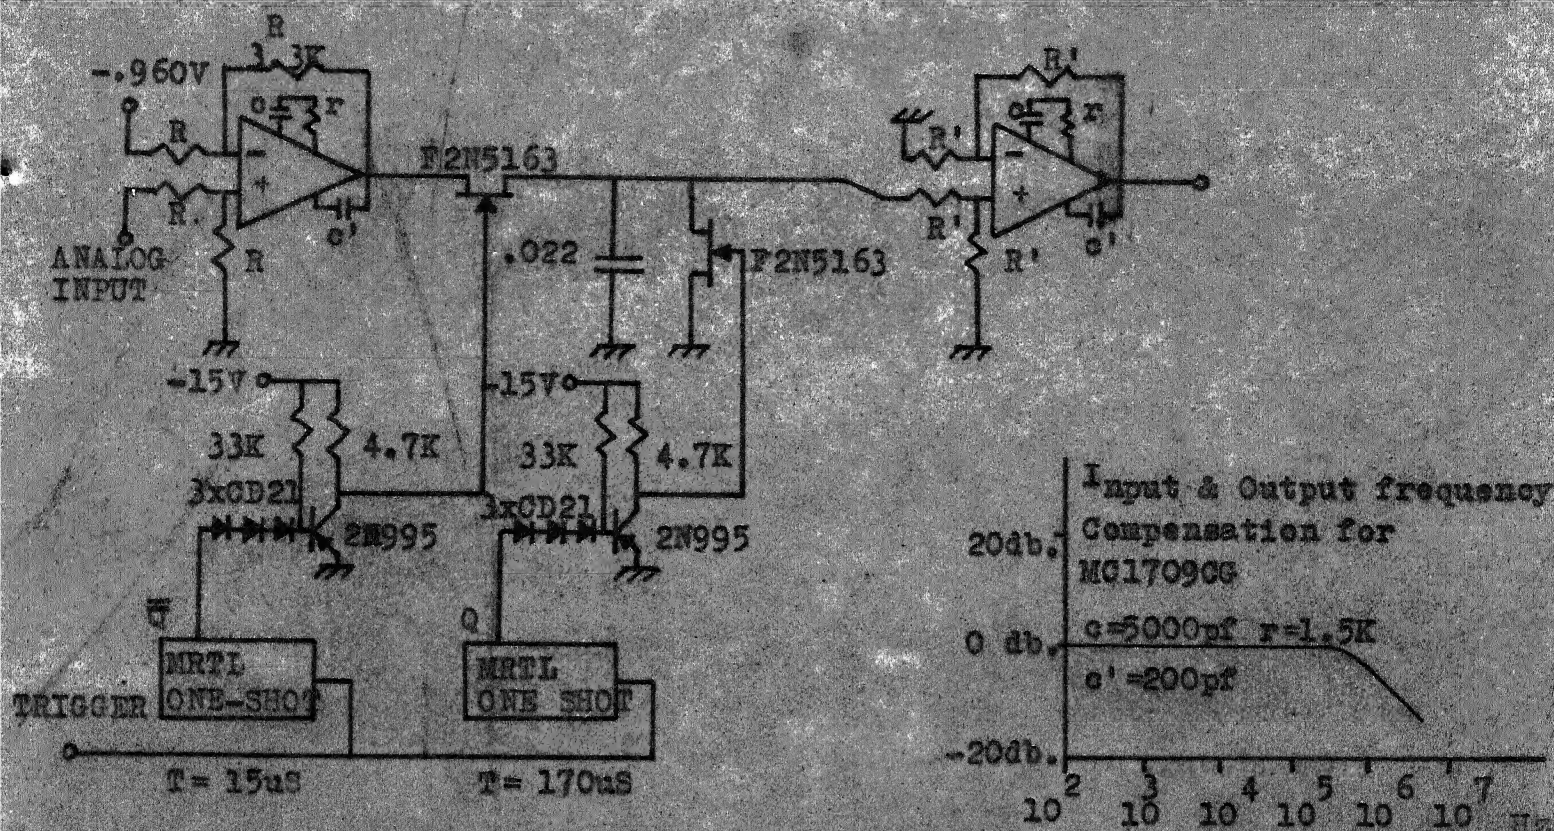 R
3.3K
-.960V
c
r
R
F2N5163
R.
c'
ANALOG
INPUT
R
.022
F2N5163
R'
c
r
R'
R'
R'
c'
-15V
33K
4.7K
3xCD21
2N995
-15V
33K
4.7K
3xCD21
2N995
Q
MRTL
ONE-SHOT
Q
MRTL
ONE SHOT
TRIGGER
T= 15uS
T= 170uS
Input & Output frequency
Compensation for
MC1709CG
20db.
c=5000pf r=1.5K
0 db.
c'=200pf
-20db.
10² 10³ 10⁴ 10⁵ 10⁶ 10⁷